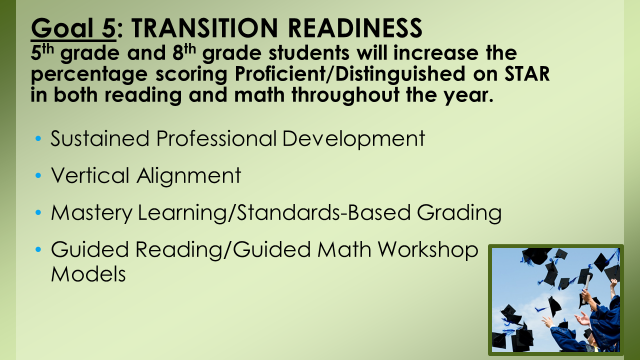 Goal 5: TRANSITION READINESS
5th grade and 8th grade students will increase the
percentage scoring Proficient/Distinguished on STAR
in both reading and math throughout the year.
• Sustained Professional Development
• Vertical Alignment
• Mastery Learning/Standards-Based Grading
• Guided Reading/Guided Math Workshop
Models